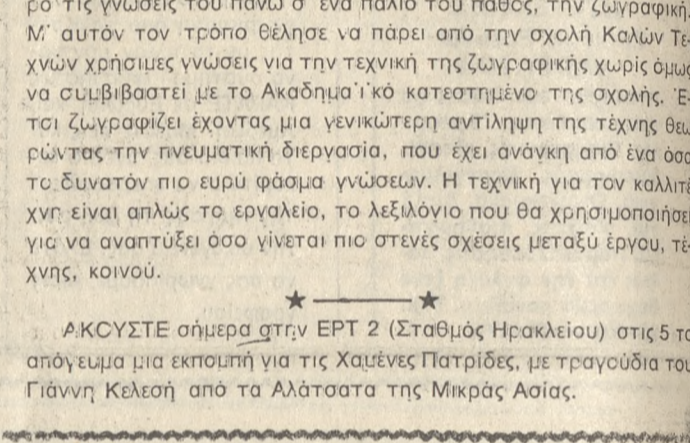 ρο τις γνώσεις του πάνω σ' ένα παλιό του πάθος, την ζωγραφική.
Μ' αυτόν τον τρόπο θέλησε να πάρει από την σχολή Καλών Τε-
χνών χρήσιμες γνώσεις για την τεχνική της ζωγραφικής χωρίς όμως
να συμβιβαστεί με το Ακαδημα·ι·κό κατεστημένο της σχολής. Έ-
τσι ζωγραφίζει έχοντας μια γενικώτερη αντίληψη της τέχνης θεω
ρώντας την πνευματική διεργασία, που έχει ανάγκη από ένα όσο
το δυνατόν πιο ευρύ φάσμα γνώσεων. Η τεχνική για τον καλλιτέ
χνη είναι απλώς το εργαλείο, το λεξιλόγιο που θα χρησιμοποιήσει
για να αναπτύξει όσο γίνεται πιο στενές σχέσεις μεταξύ έργου, τέ-
χνης, κοινού.
★ — ★
ΑΚΟΥΣΤΕ σήμερα στην ΕΡΤ 2 (Σταθμός Ηρακλείου) στις 5 το
απόγευμα μια εκπομπή για τις Χαμένες Πατρίδες, με τραγούδια του
Γιάννη Κελεσή από τα Αλάτσατα της Μικράς Ασίας.